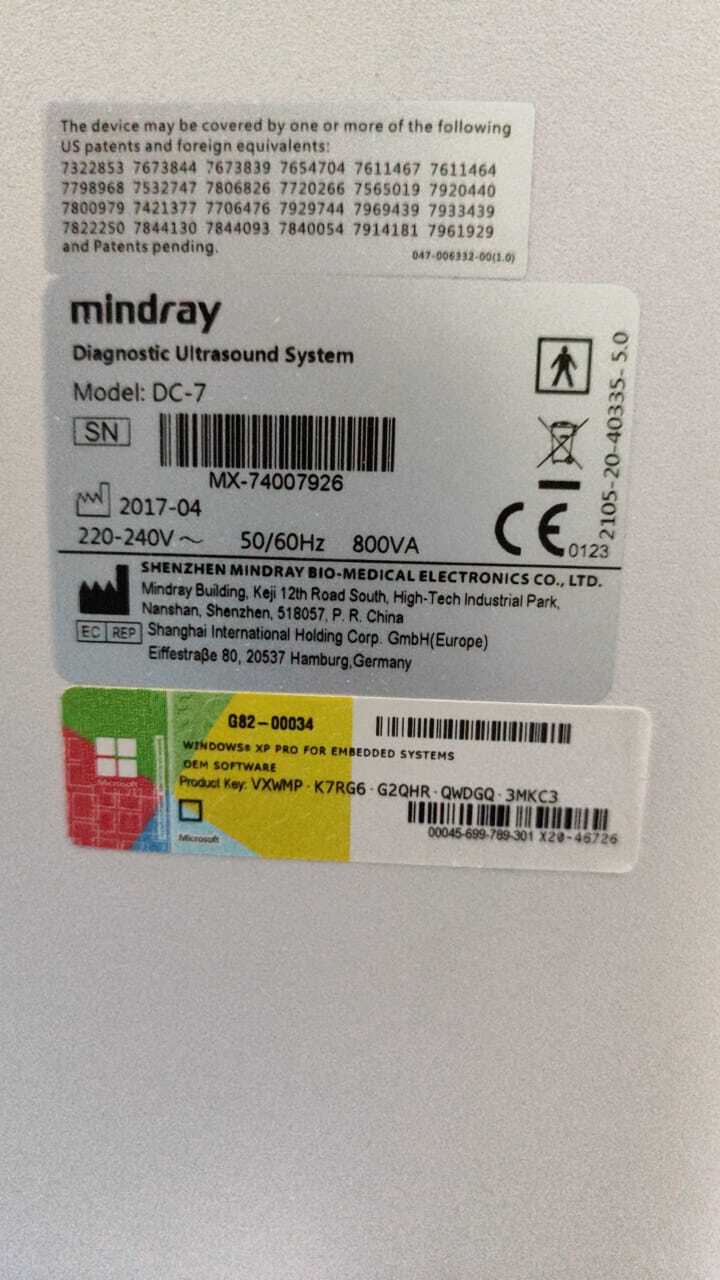 The device may be covered by one or more of the following
US patents and foreign equivalents:
7322853 7673844 7673839 7654704 7611467 7611464
7798968 7532747 7806826 7720266 7565019 7920440
7800979 7421377 7706476 7929744 7969439 7933439
7822250 7844130 7844093 7840054 7914181 7961929
and Patents pending.
047-006332-00(1.0)
mindray
Diagnostic Ultrasound System
Model: DC-7
SN
MX-74007926
2017-04
220-240V~ 50/60Hz 800VA
CE 0123
2105-20-40335- 5.0
SHENZHEN MINDRAY BIO-MEDICAL ELECTRONICS CO., LTD.
Mindray Building, Keji 12th Road South, High-Tech Industrial Park,
Nanshan, Shenzhen, 518057, P. R. China
EC REP Shanghai International Holding Corp. GmbH(Europe)
Eiffestraße 80, 20537 Hamburg,Germany
G82-00034
WINDOWS® XP PRO FOR EMBEDDED SYSTEMS
OEM SOFTWARE
Product Key: VXWMP · K7RG6 · G2QHR · QWDGQ · 3MKC3
Microsoft
Microsoft
00045-699-789-301 X20-46726